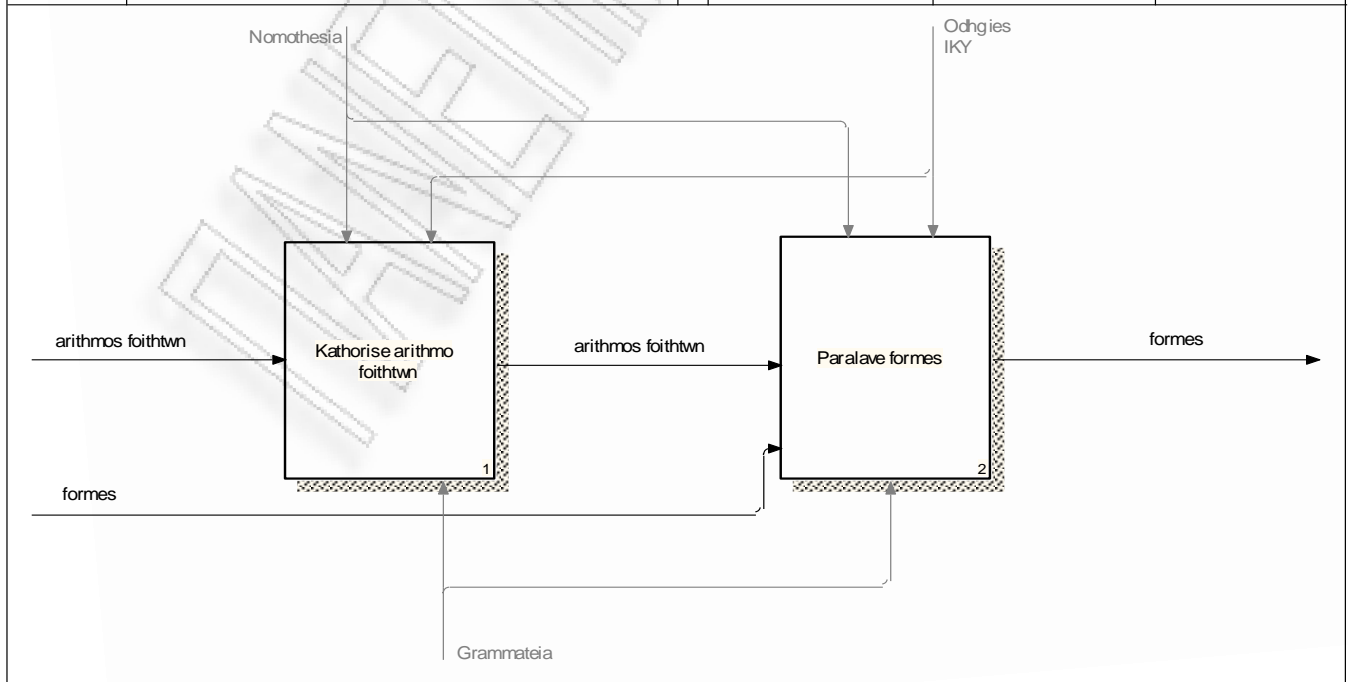 Nomothesia
Odhgies
IKY
arithmos foithtwn
Kathorise arithmo
foithtwn
1
arithmos foithtwn
Paralave formes
2
formes
formes
Grammateia